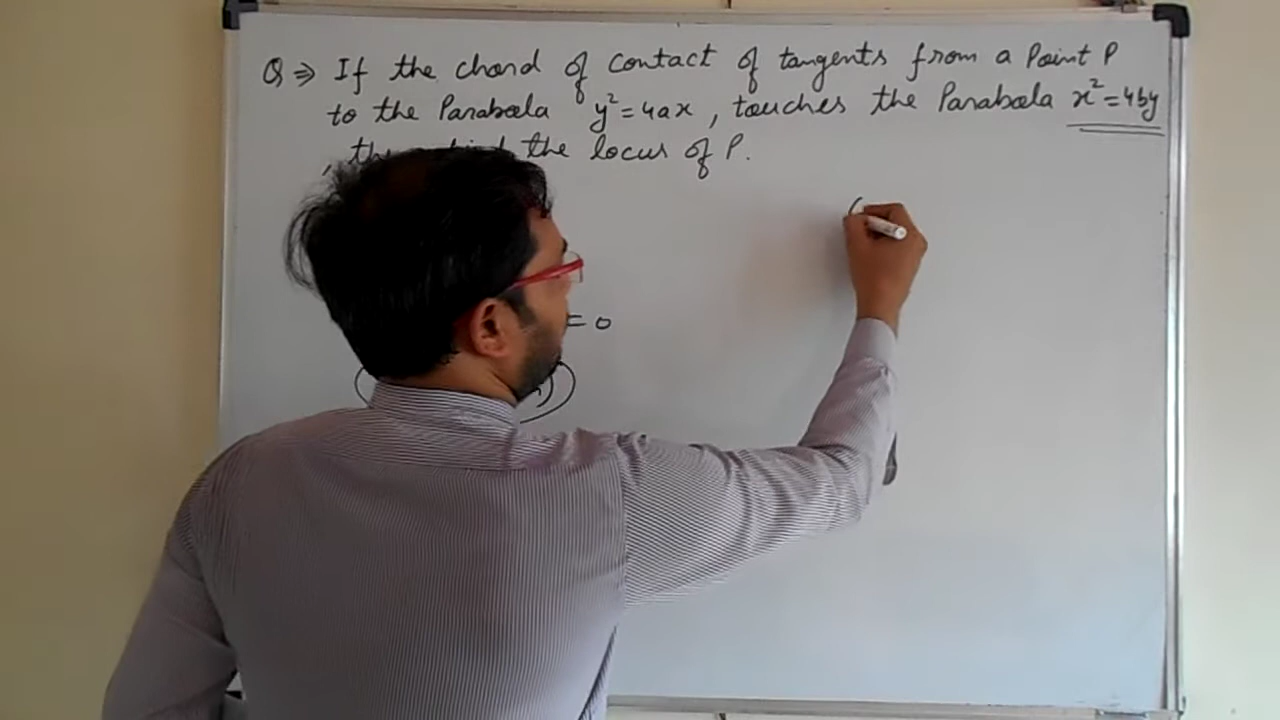 Q ⇒ If the chord of contact of tangents from a Point P
to the Parabola y²=4ax, touches the Parabola x²=4by
, the locus of P.
= 0